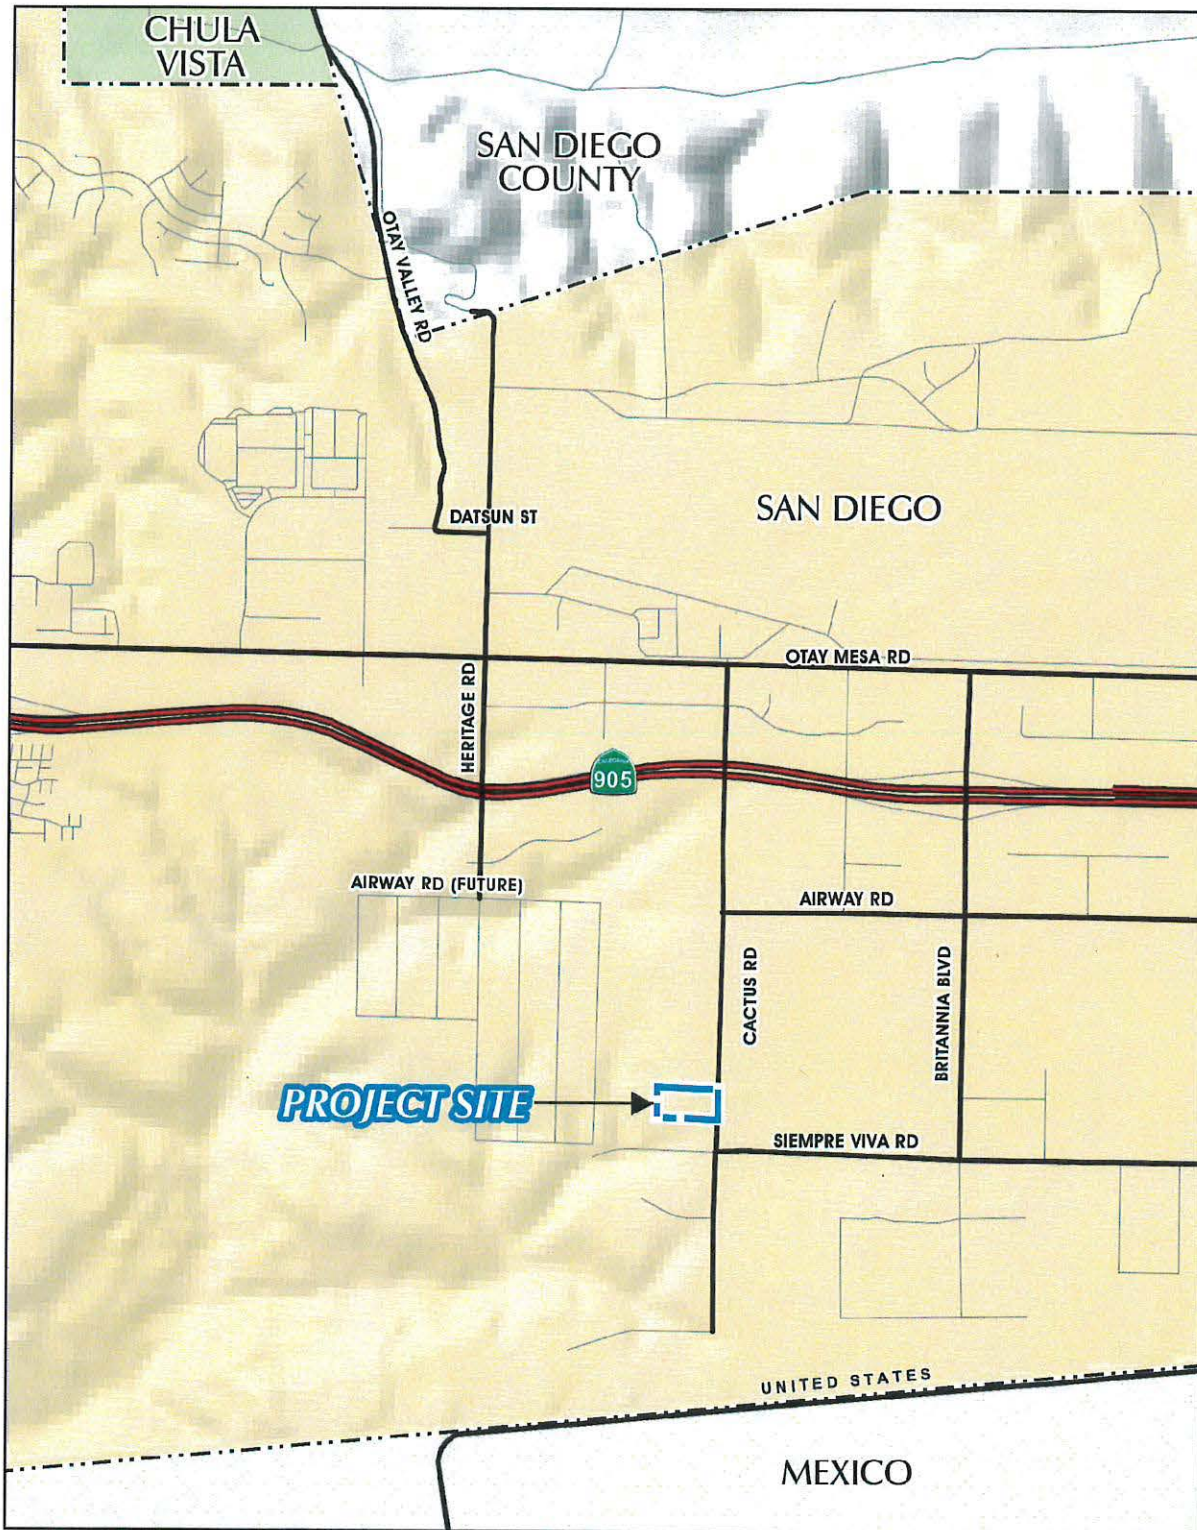 CHULA
VISTA
SAN DIEGO
COUNTY
OTAY VALLEY RD
DATSUN ST
SAN DIEGO
OTAY MESA RD
HERITAGE RD
CALIFORNIA
905
AIRWAY RD (FUTURE)
AIRWAY RD
CACTUS RD
BRITANNIA BLVD
PROJECT SITE
SIEMPRE VIVA RD
UNITED STATES
MEXICO